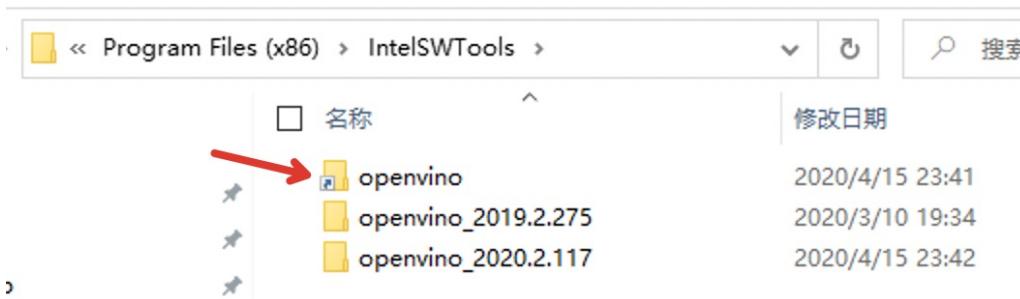 « Program Files (x86) › IntelSWTools ›
搜索
名称 修改日期
openvino 2020/4/15 23:41
openvino_2019.2.275 2020/3/10 19:34
openvino_2020.2.117 2020/4/15 23:42